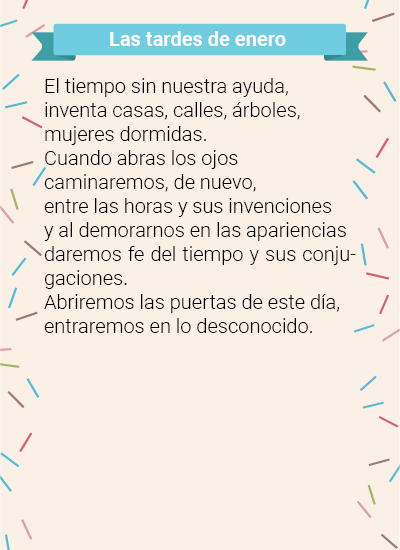 Las tardes de enero
El tiempo sin nuestra ayuda,
inventa casas, calles, árboles,
mujeres dormidas.
Cuando abras los ojos
caminaremos, de nuevo,
entre las horas y sus invenciones
y al demorarnos en las apariencias
daremos fe del tiempo y sus conju-
gaciones.
Abriremos las puertas de este día,
entraremos en lo desconocido.